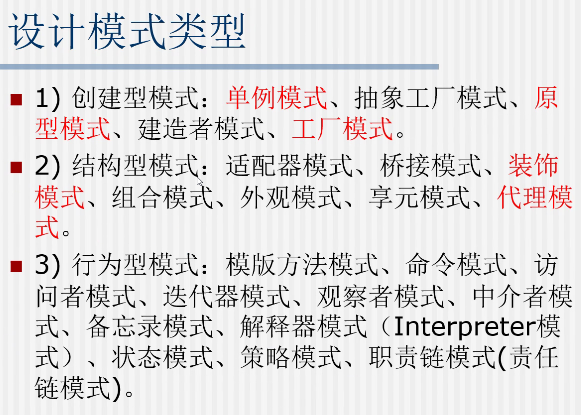 设计模式类型
1) 创建型模式：单例模式、抽象工厂模式、原
型模式、建造者模式、工厂模式。
2) 结构型模式：适配器模式、桥接模式、装饰
模式、组合模式、外观模式、享元模式、代理模
式。
3) 行为型模式：模版方法模式、命令模式、访
问者模式、迭代器模式、观察者模式、中介者模
式、备忘录模式、解释器模式（Interpreter模
式）、状态模式、策略模式、职责链模式(责任
链模式)。